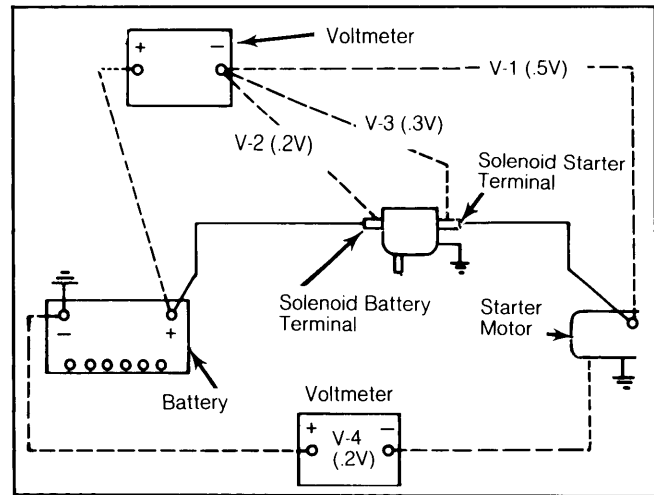 Voltmeter
+ −
V-1 (.5V)
V-3 (.3V)
V-2 (.2V)
Solenoid Starter
Terminal
Solenoid Battery
Terminal
Starter
Motor
− +
Battery
Voltmeter
+ −
V-4
(.2V)